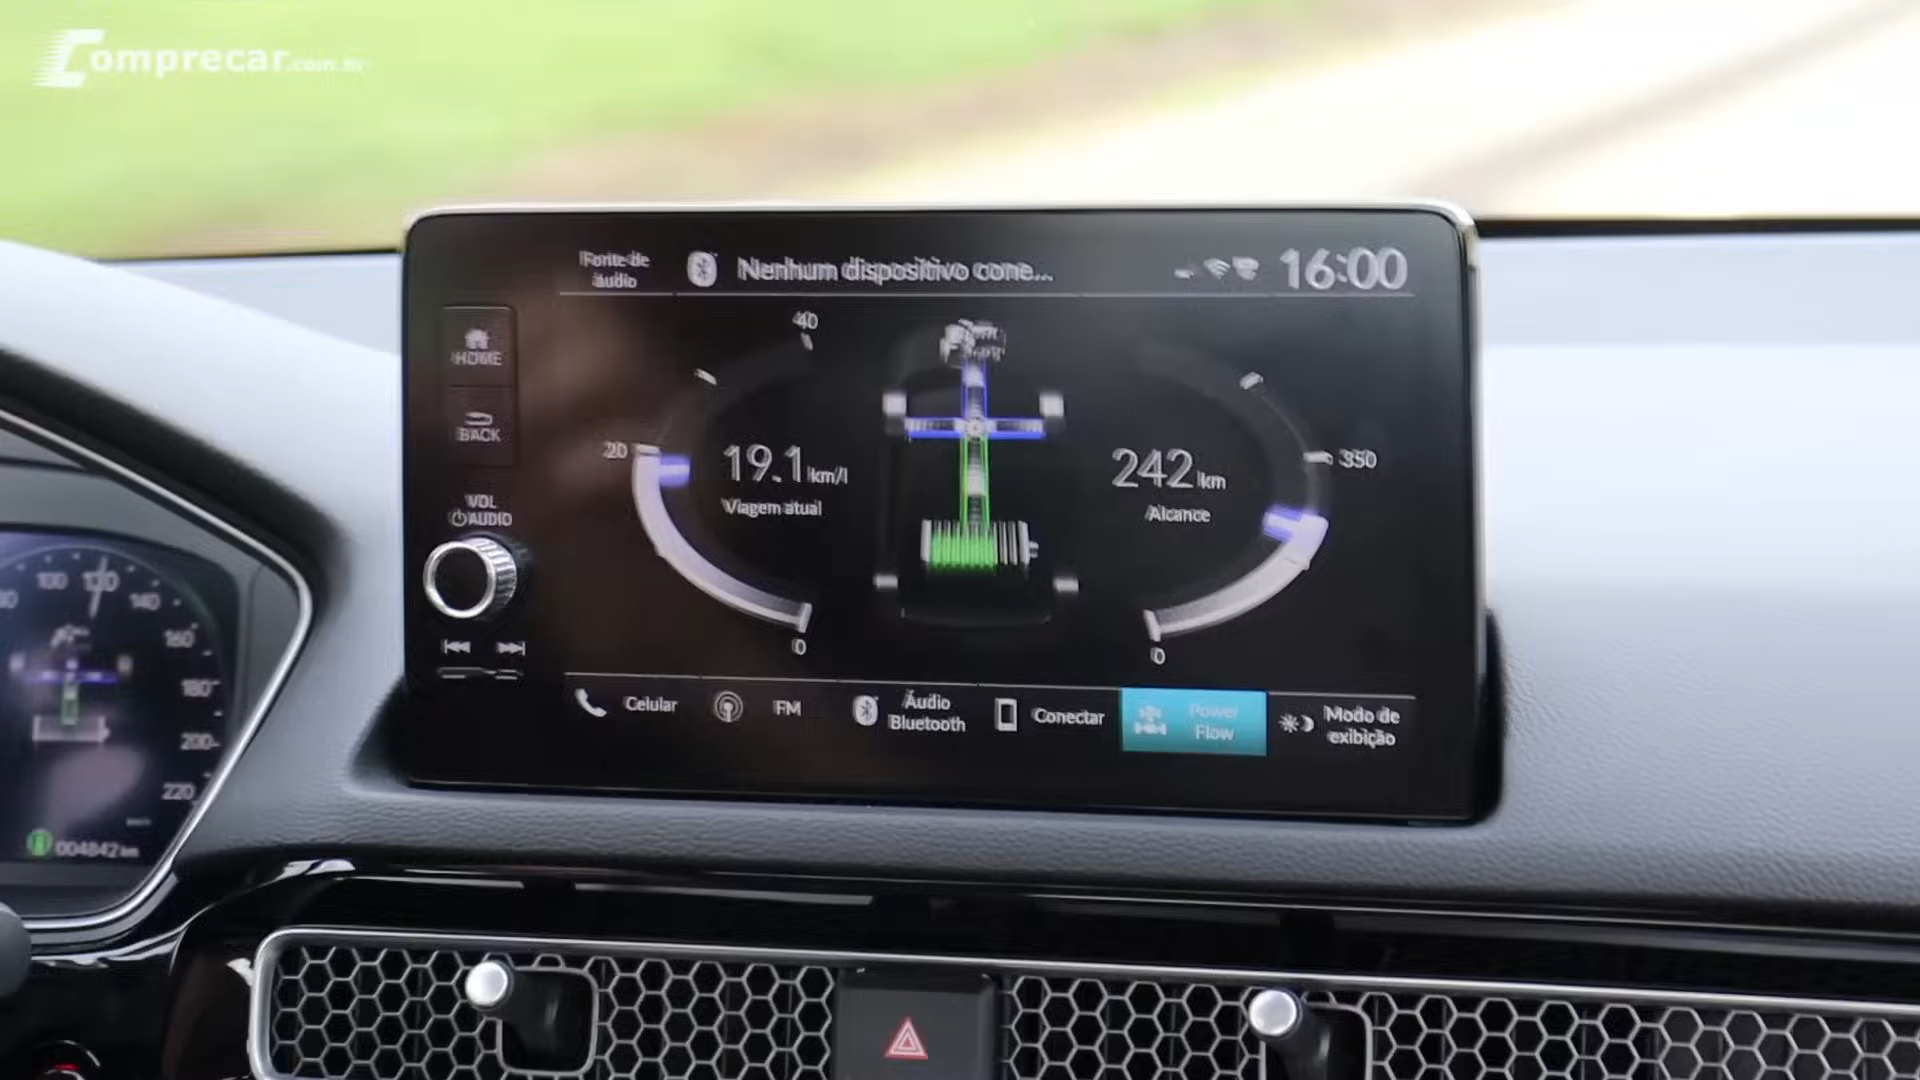 Comprecar.com.br
Fonte de
áudio
Nenhum dispositivo cone...
16:00
HOME
BACK
VOL
AUDIO
40
20
0
19.1 km/l
Viagem atual
242 km
Alcance
350
0
Celular
FM
Áudio
Bluetooth
Conectar
Power
Flow
Modo de
exibição
100
120
140
160
180
200
220
004842 km